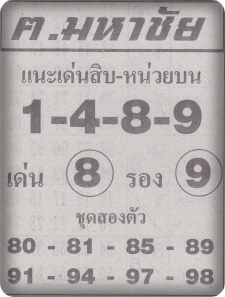 ฅ.มหาชัย
แนะเด่นสิบ-หน่วยบน
1-4-8-9
เด่น 8 รอง 9
ชุดสองตัว
80 - 81 - 85 - 89
91 - 94 - 97 - 98